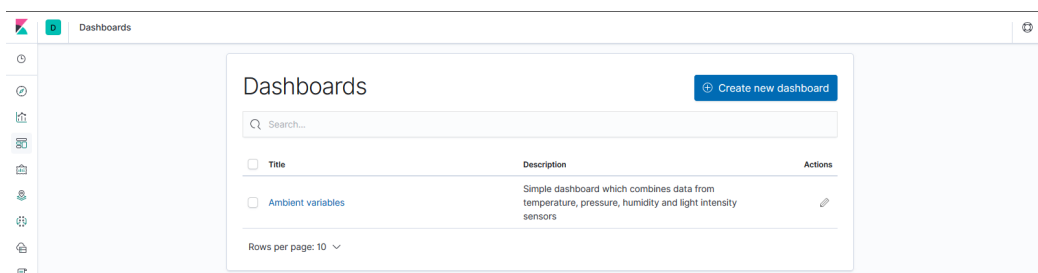 D Dashboards
Dashboards
Create new dashboard
Search...
Title Description Actions
Ambient variables
Simple dashboard which combines data from
temperature, pressure, humidity and light intensity
sensors
Rows per page: 10